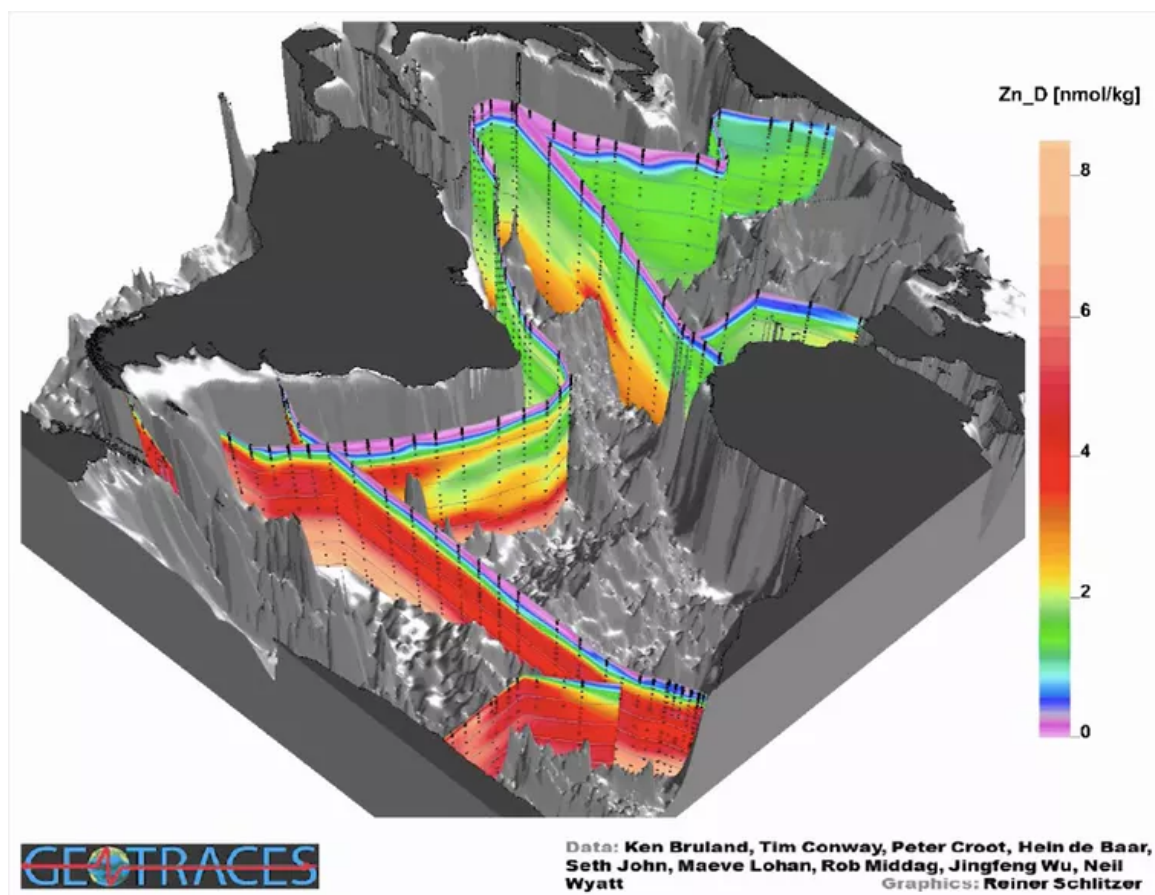 Zn_D [nmol/kg]
8
6
4
2
0
GEOTRACES
Data: Ken Bruland, Tim Conway, Peter Croot, Hein de Baar,
Seth John, Maeve Lohan, Rob Middag, Jingfeng Wu, Neil
Wyatt Graphics: Reiner Schlitzer